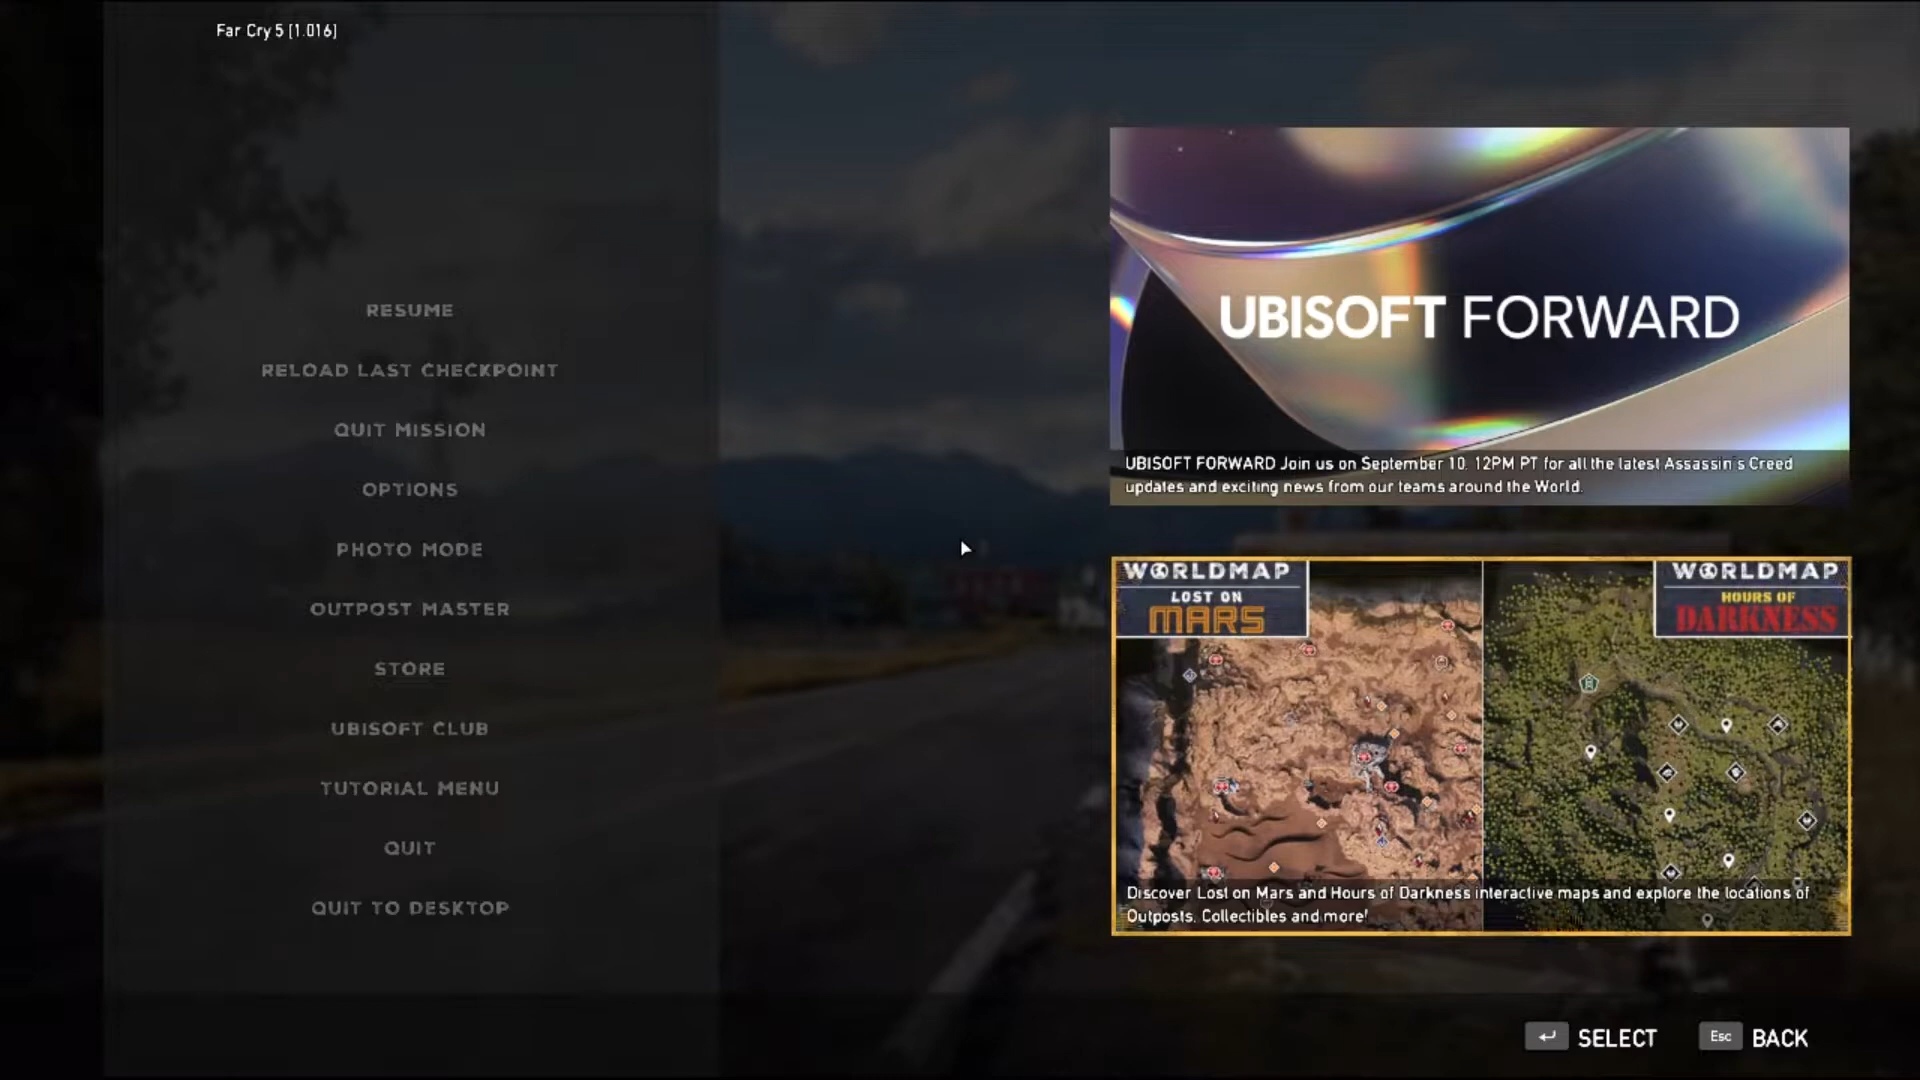 Far Cry 5 [1.016]
RESUME
RELOAD LAST CHECKPOINT
QUIT MISSION
OPTIONS
PHOTO MODE
OUTPOST MASTER
STORE
UBISOFT CLUB
TUTORIAL MENU
QUIT
QUIT TO DESKTOP
UBISOFT FORWARD
UBISOFT FORWARD Join us on September 10, 12PM PT for all the latest Assassin's Creed
updates and exciting news from our teams around the World.
WORLDMAP
LOST ON
MARS
WORLDMAP
HOURS OF
DARKNESS
Discover Lost on Mars and Hours of Darkness interactive maps and explore the locations of
Outposts, Collectibles and more!
SELECT
Esc BACK